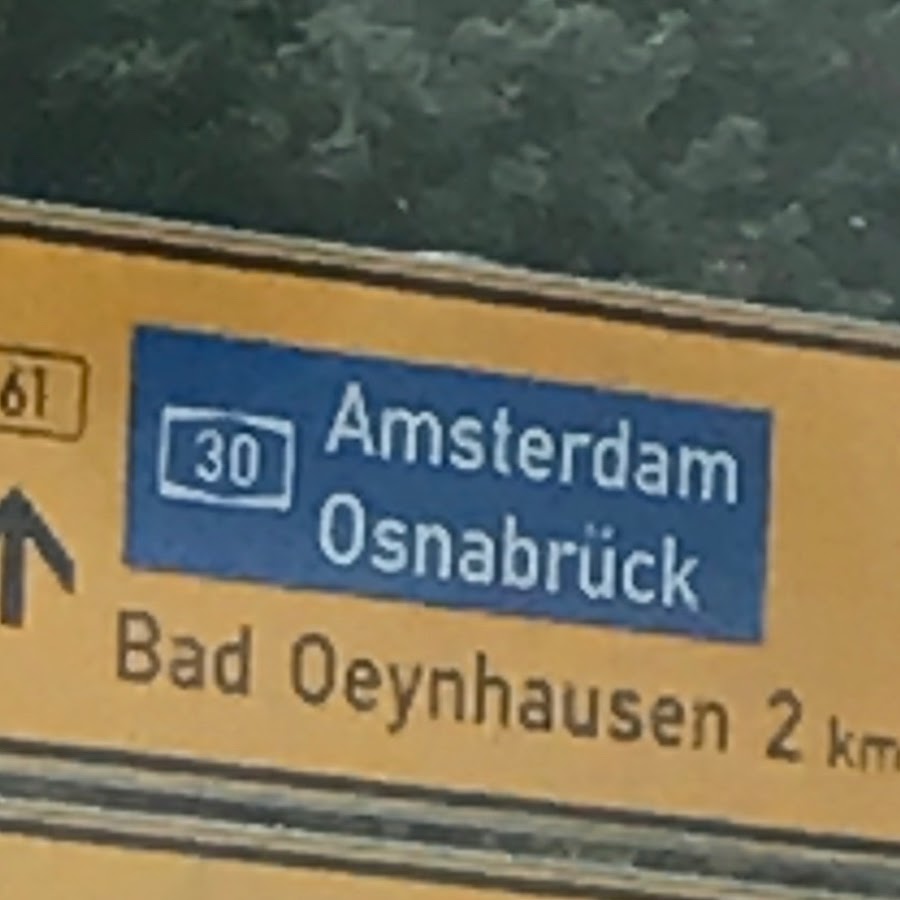 61
30
Amsterdam
Osnabrück
Bad Oeynhausen 2 km